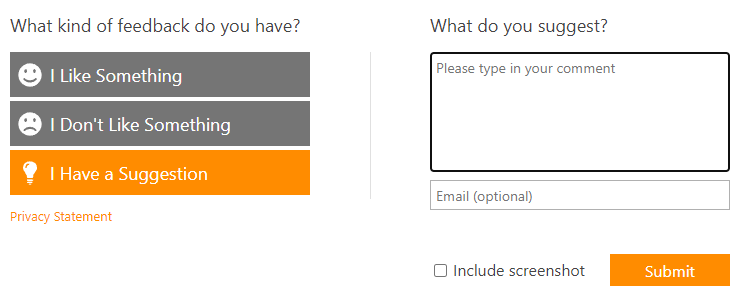 What kind of feedback do you have?
I Like Something
I Don't Like Something
I Have a Suggestion
Privacy Statement
What do you suggest?
Please type in your comment
Email (optional)
Include screenshot
Submit